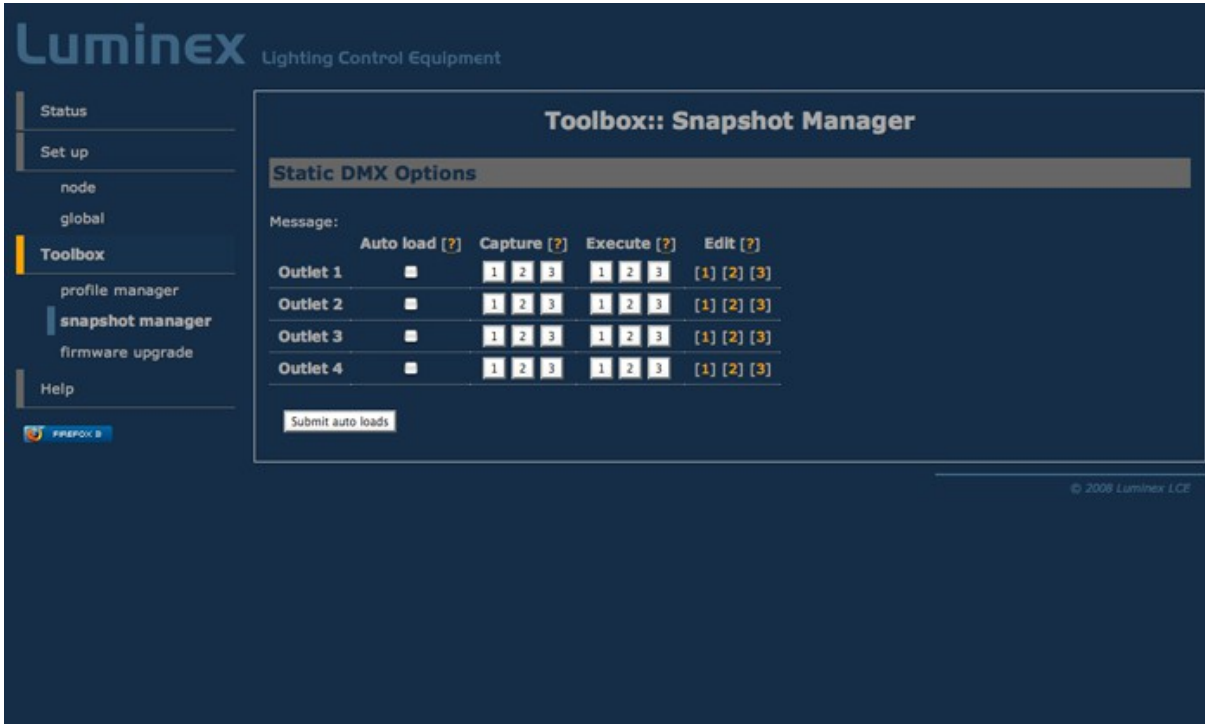 Luminex Lighting Control Equipment
Status
Set up
node
global
Toolbox
profile manager
snapshot manager
firmware upgrade
Help
FIREFOX
Toolbox:: Snapshot Manager
Static DMX Options
Message:
Auto load [?] Capture [?] Execute [?] Edit [?]
Outlet 1 1 2 3 1 2 3 [1] [2] [3]
Outlet 2 1 2 3 1 2 3 [1] [2] [3]
Outlet 3 1 2 3 1 2 3 [1] [2] [3]
Outlet 4 1 2 3 1 2 3 [1] [2] [3]
Submit auto loads
© 2008 Luminex LCE